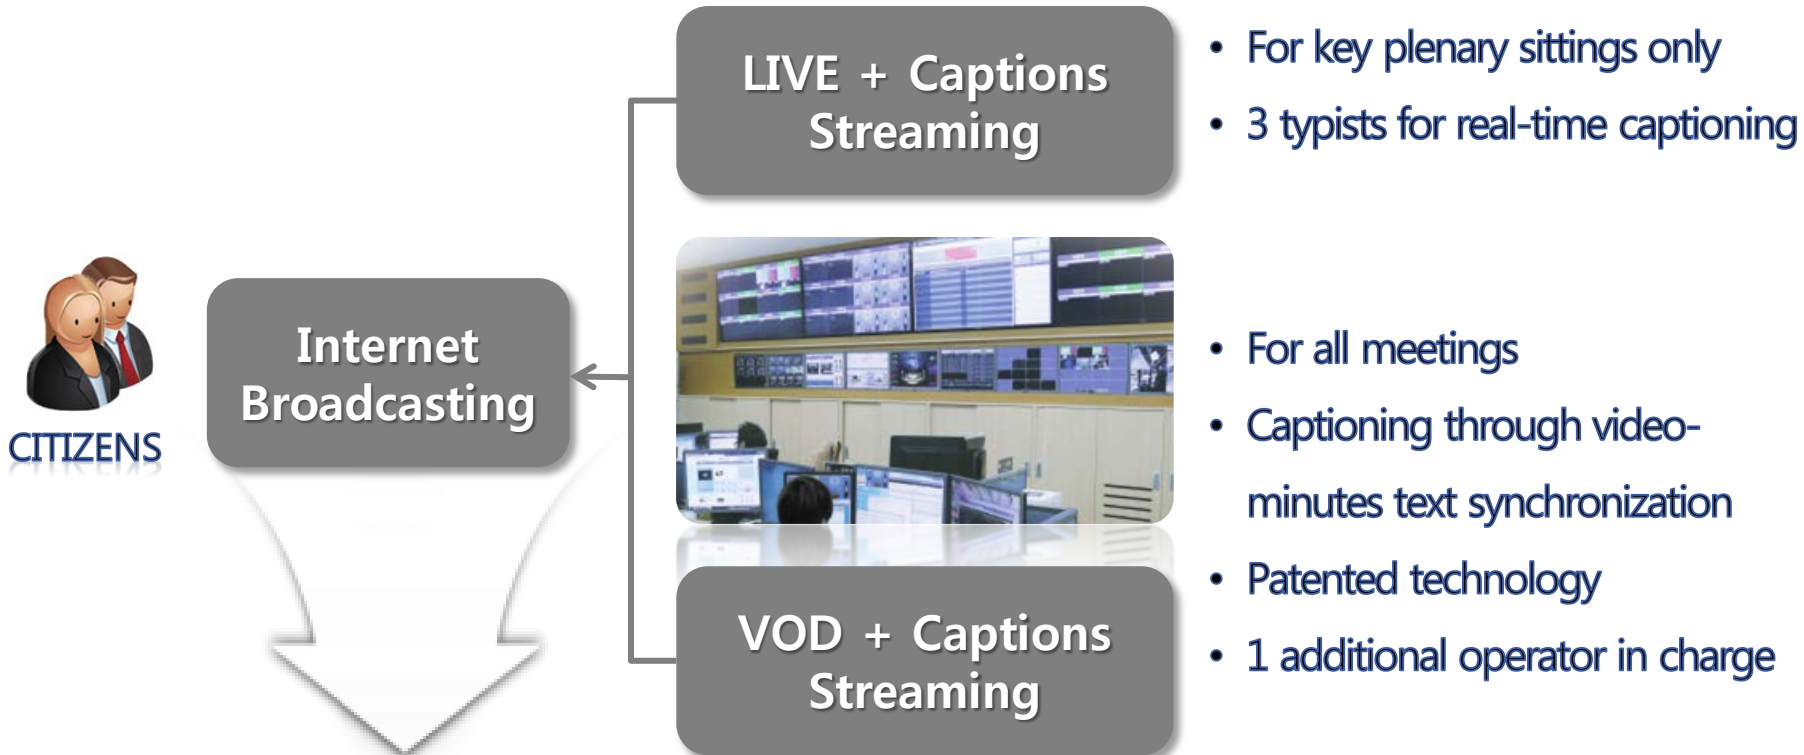 LIVE + Captions
Streaming
• For key plenary sittings only
• 3 typists for real-time captioning
CITIZENS
Internet
Broadcasting
• For all meetings
• Captioning through video-
minutes text synchronization
• Patented technology
• 1 additional operator in charge
VOD + Captions
Streaming